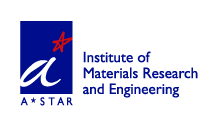 a
A★STAR
Institute of
Materials Research
and Engineering